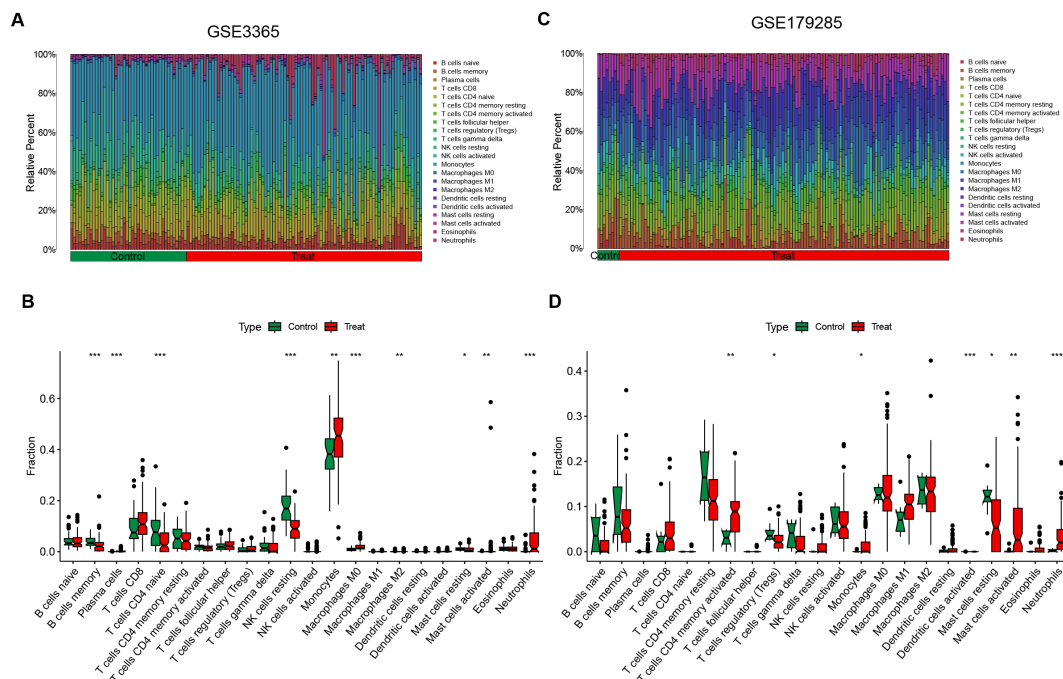 A
GSE3365
Relative Percent
100%
80%
60%
40%
20%
0%
Control
Treat
B cells naive
B cells memory
Plasma cells
T cells CD8
T cells CD4 naive
T cells CD4 memory resting
T cells CD4 memory activated
T cells follicular helper
T cells regulatory (Tregs)
T cells gamma delta
NK cells resting
NK cells activated
Monocytes
Macrophages M0
Macrophages M1
Macrophages M2
Dendritic cells resting
Dendritic cells activated
Mast cells resting
Mast cells activated
Eosinophils
Neutrophils
C
GSE179285
Relative Percent
100%
80%
60%
40%
20%
0%
Contro
Treat
B cells naive
B cells memory
Plasma cells
T cells CD8
T cells CD4 naive
T cells CD4 memory resting
T cells CD4 memory activated
T cells follicular helper
T cells regulatory (Tregs)
T cells gamma delta
NK cells resting
NK cells activated
Monocytes
Macrophages M0
Macrophages M1
Macrophages M2
Dendritic cells resting
Dendritic cells activated
Mast cells resting
Mast cells activated
Eosinophils
Neutrophils
B
Type Control Treat
*** *** *** *** ** *** ** * ** ***
Fraction
0.6
0.4
0.2
0.0
B cells naive
B cells memory
Plasma cells
T cells CD8
T cells CD4 naive
T cells CD4 memory resting
T cells CD4 memory activated
T cells follicular helper
T cells regulatory (Tregs)
T cells gamma delta
NK cells resting
NK cells activated
Monocytes
Macrophages M0
Macrophages M1
Macrophages M2
Dendritic cells resting
Dendritic cells activated
Mast cells resting
Mast cells activated
Eosinophils
Neutrophils
D
Type Control Treat
** * * *** * ** ***
Fraction
0.4
0.3
0.2
0.1
0.0
B cells naive
B cells memory
Plasma cells
T cells CD8
T cells CD4 naive
T cells CD4 memory resting
T cells CD4 memory activated
T cells follicular helper
T cells regulatory (Tregs)
T cells gamma delta
NK cells resting
NK cells activated
Monocytes
Macrophages M0
Macrophages M1
Macrophages M2
Dendritic cells resting
Dendritic cells activated
Mast cells resting
Mast cells activated
Eosinophils
Neutrophils